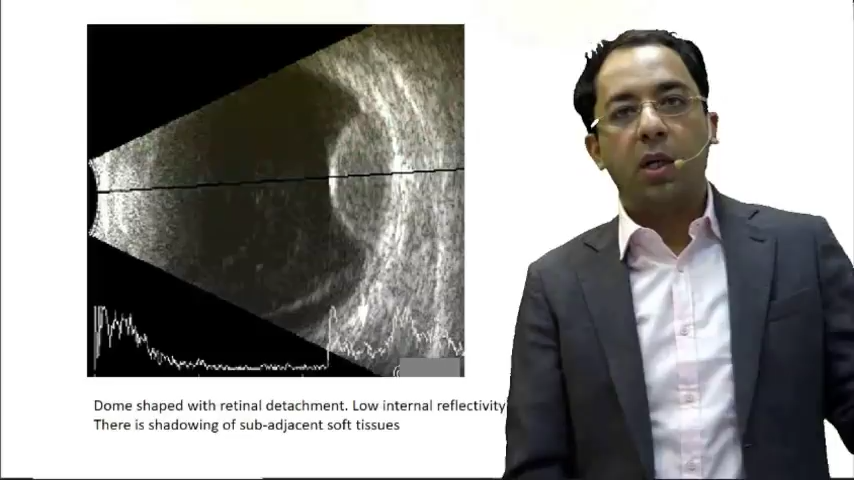 Dome shaped with retinal detachment. Low internal reflectivity
There is shadowing of sub-adjacent soft tissues